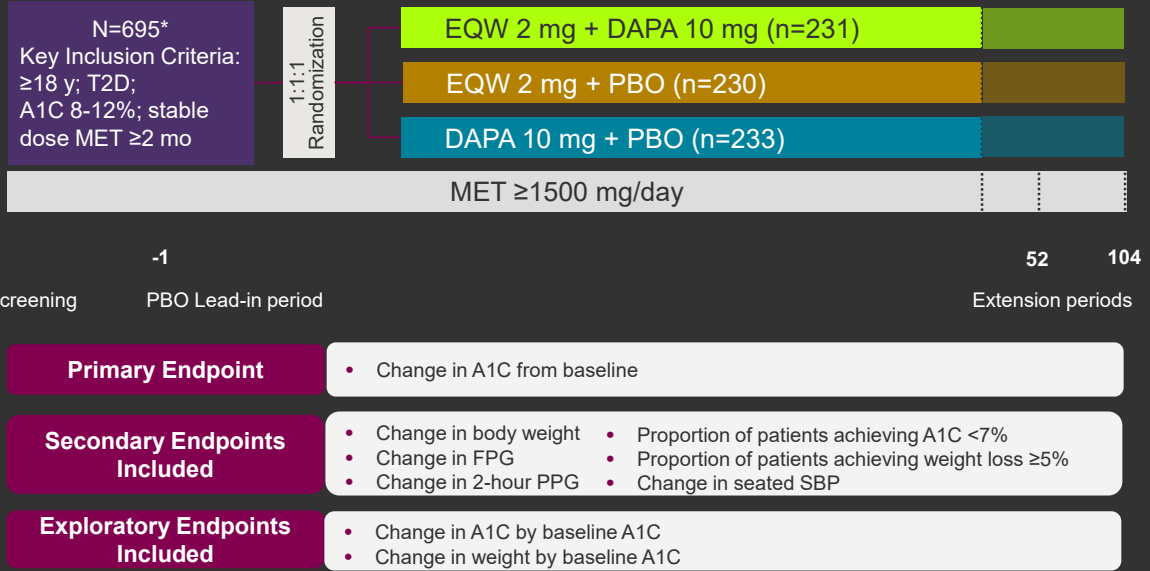 N=695*
Key Inclusion Criteria:
≥18 y; T2D;
A1C 8-12%; stable
dose MET ≥2 mo
1:1:1
Randomization
EQW 2 mg + DAPA 10 mg (n=231)
EQW 2 mg + PBO (n=230)
DAPA 10 mg + PBO (n=233)
MET ≥1500 mg/day
-1
52
104
creening
PBO Lead-in period
Extension periods
Primary Endpoint
• Change in A1C from baseline
Secondary Endpoints
Included
• Change in body weight
• Change in FPG
• Change in 2-hour PPG
• Proportion of patients achieving A1C <7%
• Proportion of patients achieving weight loss ≥5%
• Change in seated SBP
Exploratory Endpoints
Included
• Change in A1C by baseline A1C
• Change in weight by baseline A1C